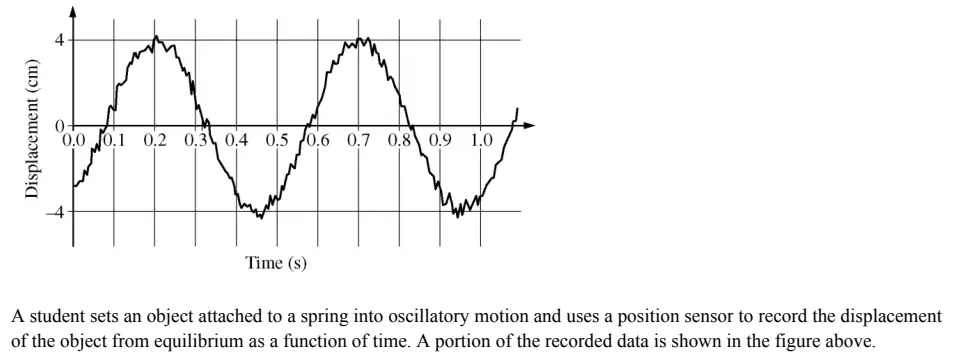 4
Displacement (cm)
0
0.0 0.1 0.2 0.3 0.4 0.5 0.6 0.7 0.8 0.9 1.0
–4
Time (s)
A student sets an object attached to a spring into oscillatory motion and uses a position sensor to record the displacement
of the object from equilibrium as a function of time. A portion of the recorded data is shown in the figure above.